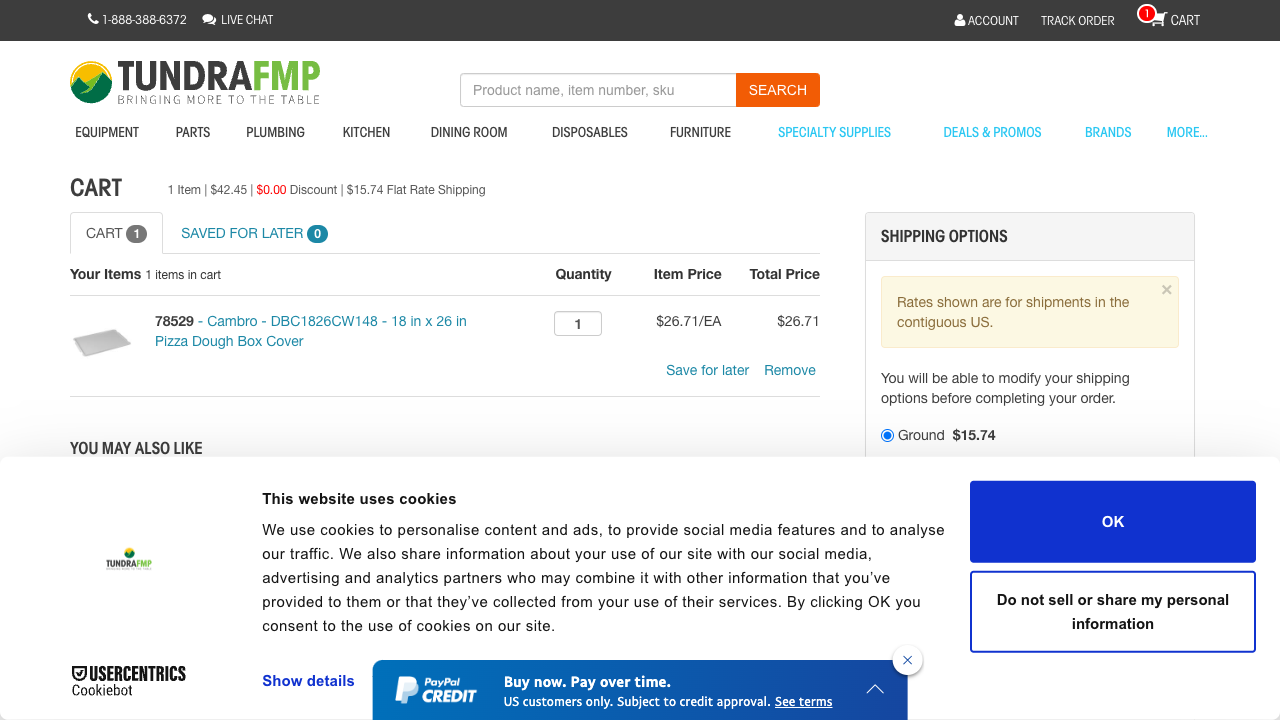 1-888-388-6372 LIVE CHAT ACCOUNT TRACK ORDER 1 CART
TUNDRAFMP
BRINGING MORE TO THE TABLE
Product name, item number, sku SEARCH
EQUIPMENT PARTS PLUMBING KITCHEN DINING ROOM DISPOSABLES FURNITURE SPECIALTY SUPPLIES DEALS & PROMOS BRANDS MORE...
CART 1 Item | $42.45 | $0.00 Discount | $15.74 Flat Rate Shipping
CART 1 SAVED FOR LATER 0
Your Items 1 items in cart Quantity Item Price Total Price
78529 - Cambro - DBC1826CW148 - 18 in x 26 in
Pizza Dough Box Cover
1 $26.71/EA $26.71
Save for later Remove
YOU MAY ALSO LIKE
SHIPPING OPTIONS
×
Rates shown are for shipments in the
contiguous US.
You will be able to modify your shipping
options before completing your order.
Ground $15.74
TUNDRAFMP
This website uses cookies
We use cookies to personalise content and ads, to provide social media features and to analyse
our traffic. We also share information about your use of our site with our social media,
advertising and analytics partners who may combine it with other information that you've
provided to them or that they've collected from your use of their services. By clicking OK you
consent to the use of cookies on our site.
OK
Do not sell or share my personal
information
USERCENTRICS
Cookiebot
Show details
PayPal
CREDIT
Buy now. Pay over time.
US customers only. Subject to credit approval. See terms